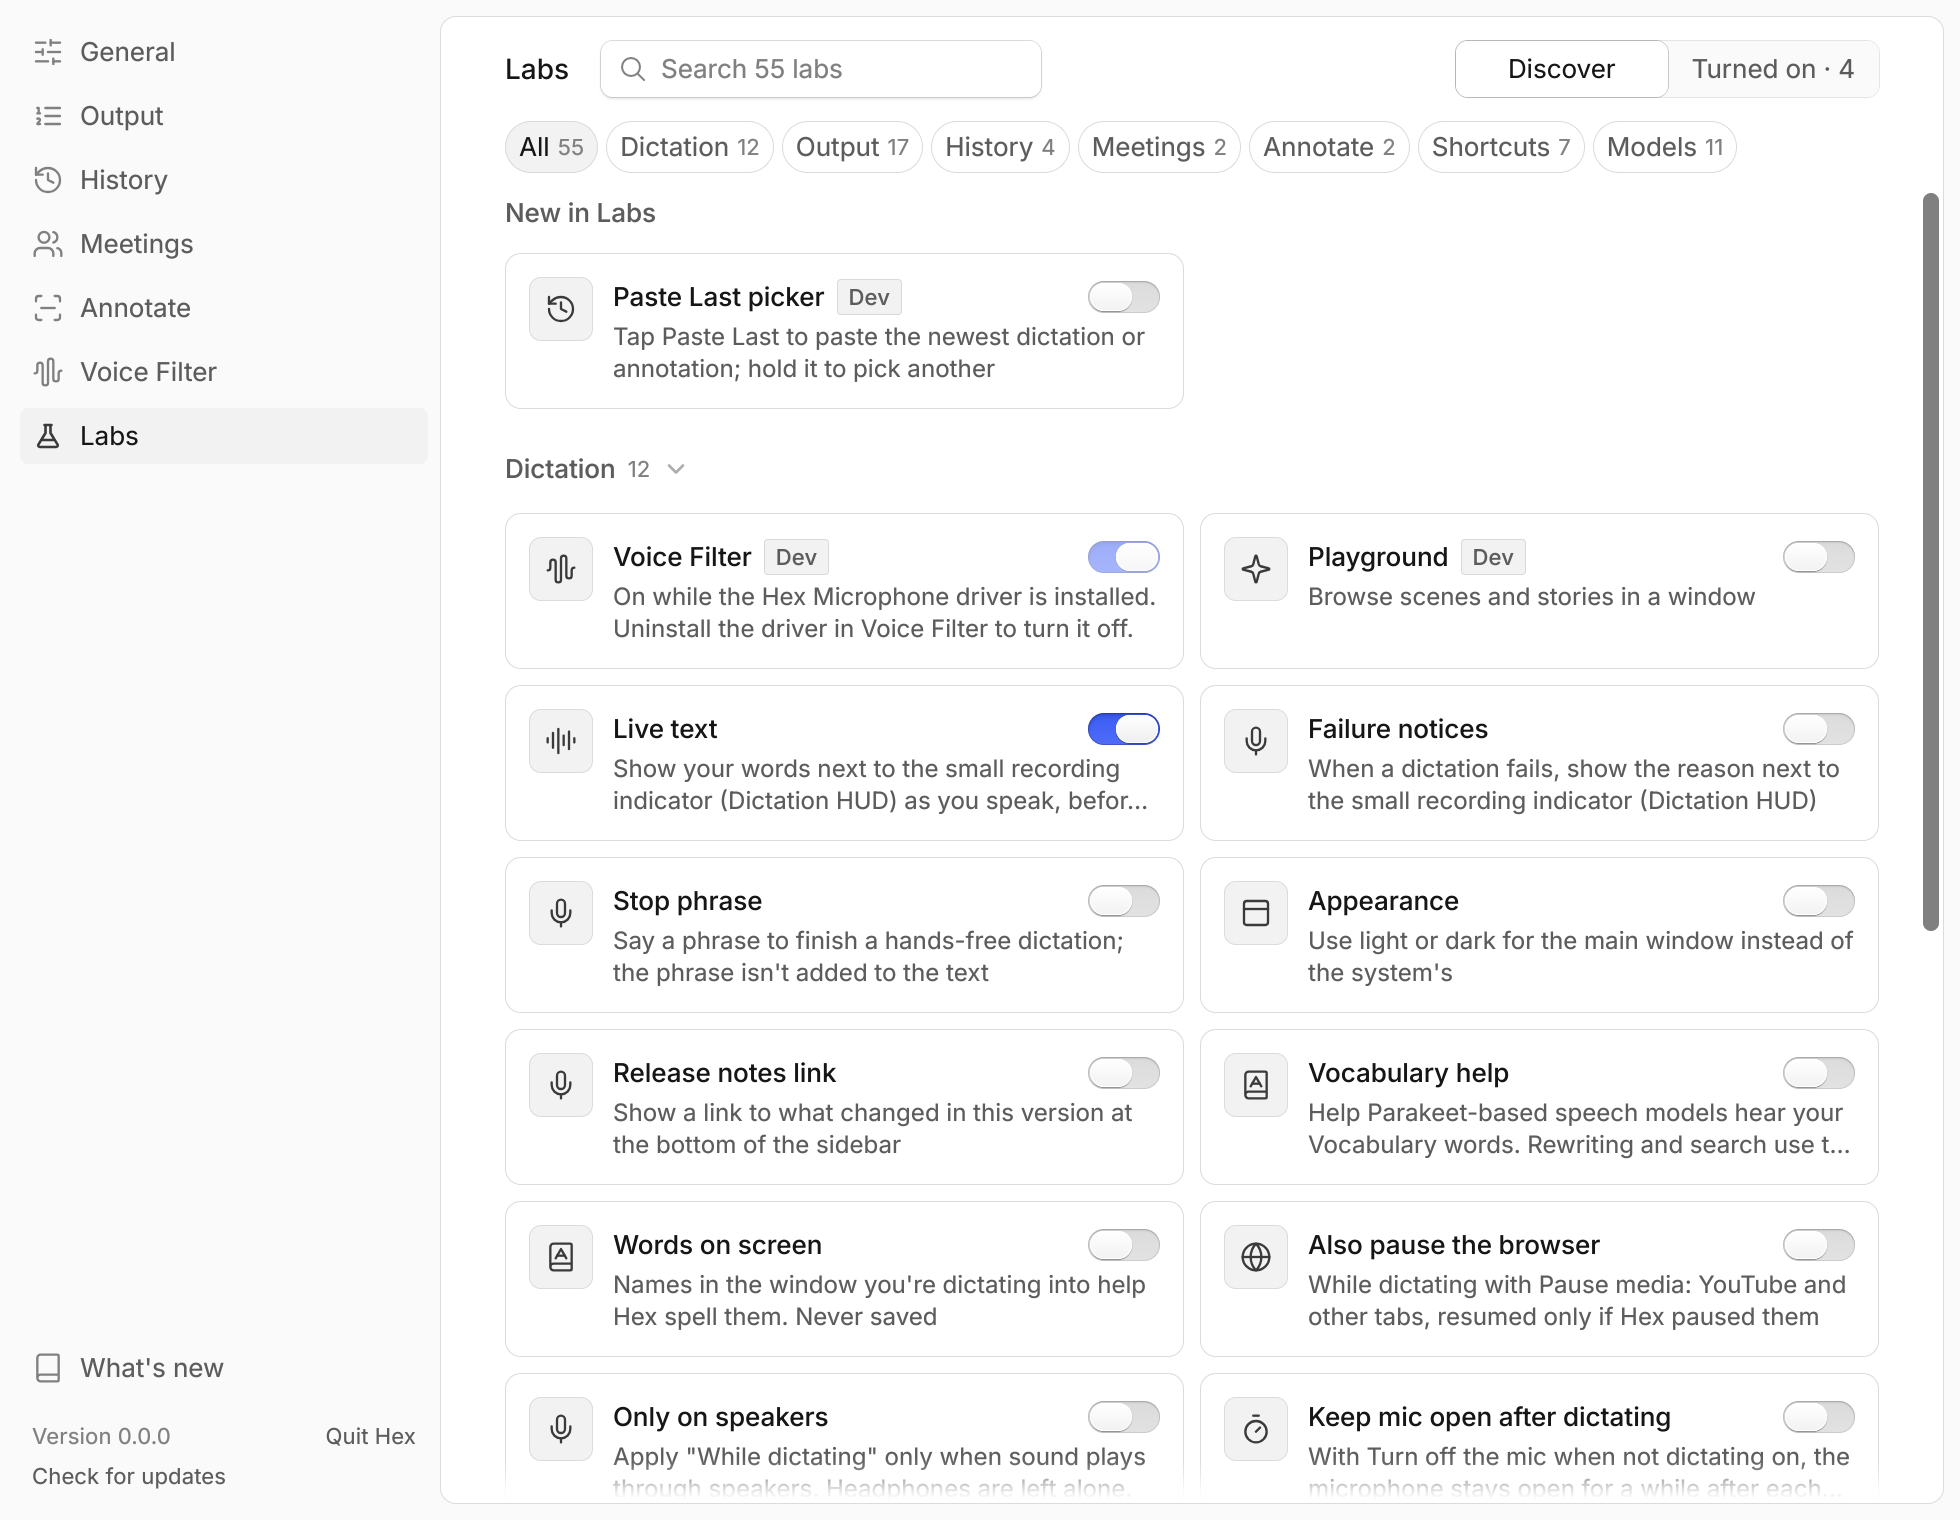 General
Output
History
Meetings
Annotate
Voice Filter
Labs
What's new
Version 0.0.0
Quit Hex
Check for updates
Labs
Search 55 labs
Discover
Turned on · 4
All 55
Dictation 12
Output 17
History 4
Meetings 2
Annotate 2
Shortcuts 7
Models 11
New in Labs
Paste Last picker Dev
Tap Paste Last to paste the newest dictation or
annotation; hold it to pick another
Dictation 12
Voice Filter Dev
On while the Hex Microphone driver is installed.
Uninstall the driver in Voice Filter to turn it off.
Playground Dev
Browse scenes and stories in a window
Live text
Show your words next to the small recording
indicator (Dictation HUD) as you speak, befor...
Failure notices
When a dictation fails, show the reason next to
the small recording indicator (Dictation HUD)
Stop phrase
Say a phrase to finish a hands-free dictation;
the phrase isn't added to the text
Appearance
Use light or dark for the main window instead of
the system's
Release notes link
Show a link to what changed in this version at
the bottom of the sidebar
Vocabulary help
Help Parakeet-based speech models hear your
Vocabulary words. Rewriting and search use t...
Words on screen
Names in the window you're dictating into help
Hex spell them. Never saved
Also pause the browser
While dictating with Pause media: YouTube and
other tabs, resumed only if Hex paused them
Only on speakers
Apply "While dictating" only when sound plays
through speakers. Headphones are left alone.
Keep mic open after dictating
With Turn off the mic when not dictating on, the
microphone stays open for a while after each...